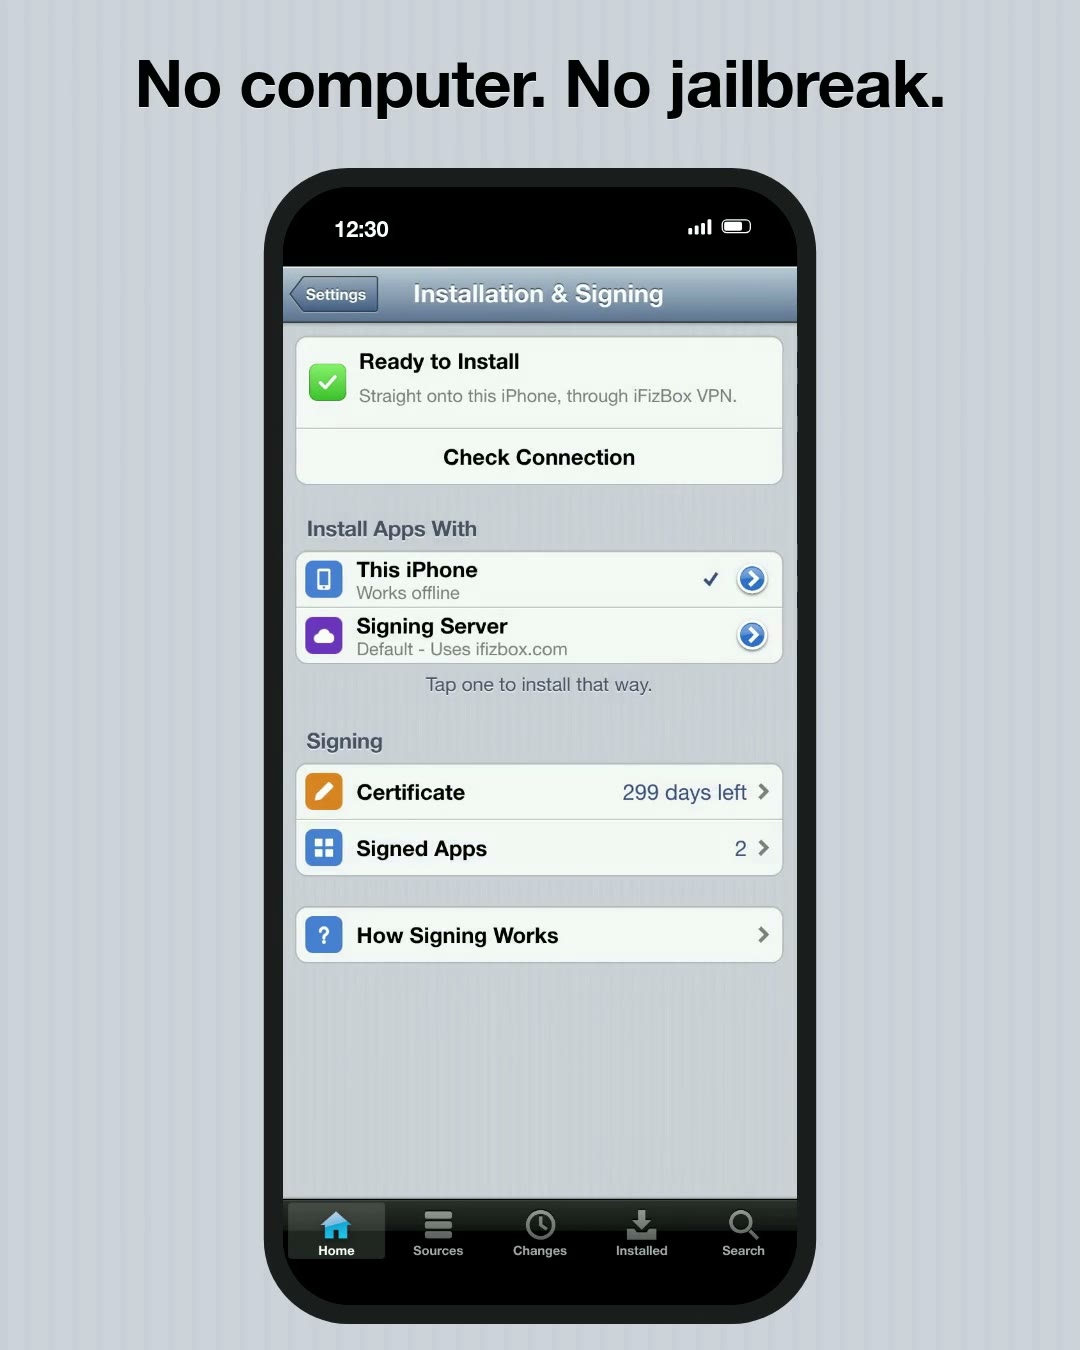 No computer. No jailbreak.
12:30
Settings
Installation & Signing
Ready to Install
Straight onto this iPhone, through iFizBox VPN.
Check Connection
Install Apps With
This iPhone
Works offline
Signing Server
Default - Uses ifizbox.com
Tap one to install that way.
Signing
Certificate 299 days left
Signed Apps 2
? How Signing Works
Home Sources Changes Installed Search